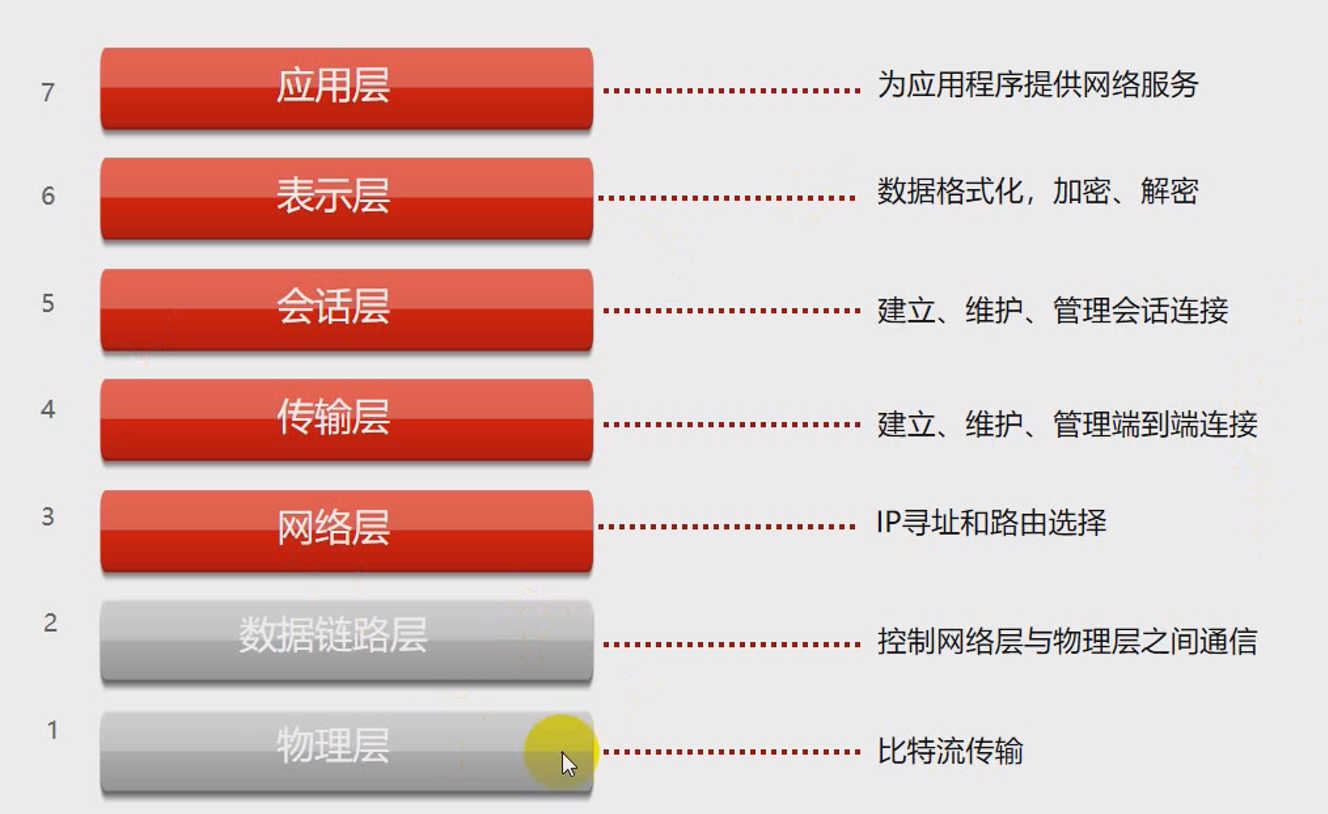 7
应用层
为应用程序提供网络服务
6
表示层
数据格式化，加密、解密
5
会话层
建立、维护、管理会话连接
4
传输层
建立、维护、管理端到端连接
3
网络层
IP寻址和路由选择
2
数据链路层
控制网络层与物理层之间通信
1
物理层
比特流传输